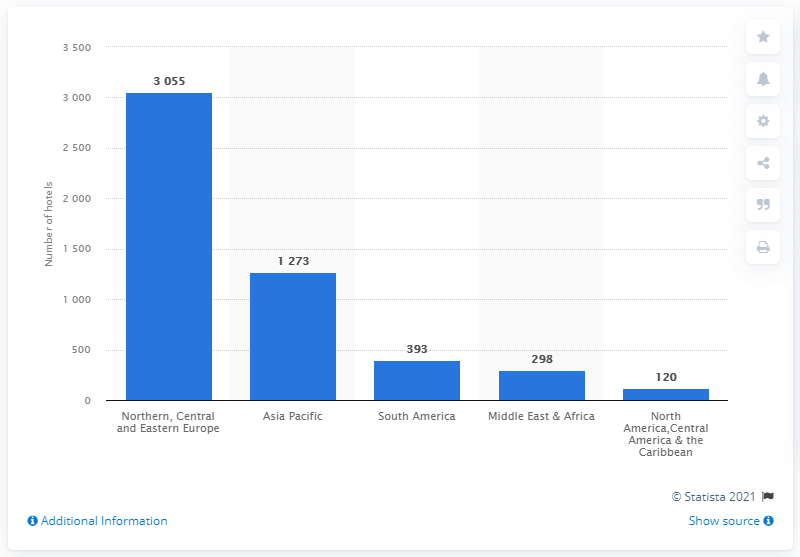 3 500
3 000
2 500
2 000
1 500
1 000
500
0
Number of hotels
3 055
1 273
393
298
120
Northern, Central
and Eastern Europe
Asia Pacific
South America
Middle East & Africa
North
America,Central
America & the
Caribbean
© Statista 2021
Additional Information
Show source